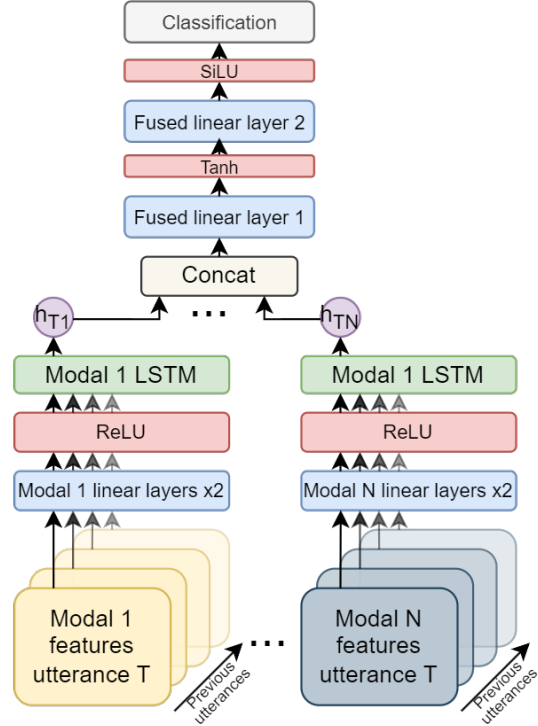 Classification
SiLU
Fused linear layer 2
Tanh
Fused linear layer 1
Concat
hT1
...
hTN
Modal 1 LSTM
Modal 1 LSTM
ReLU
ReLU
Modal 1 linear layers x2
Modal N linear layers x2
Modal 1
features
utterance T
Previous
utterances
...
Modal N
features
utterance T
Previous
utterances